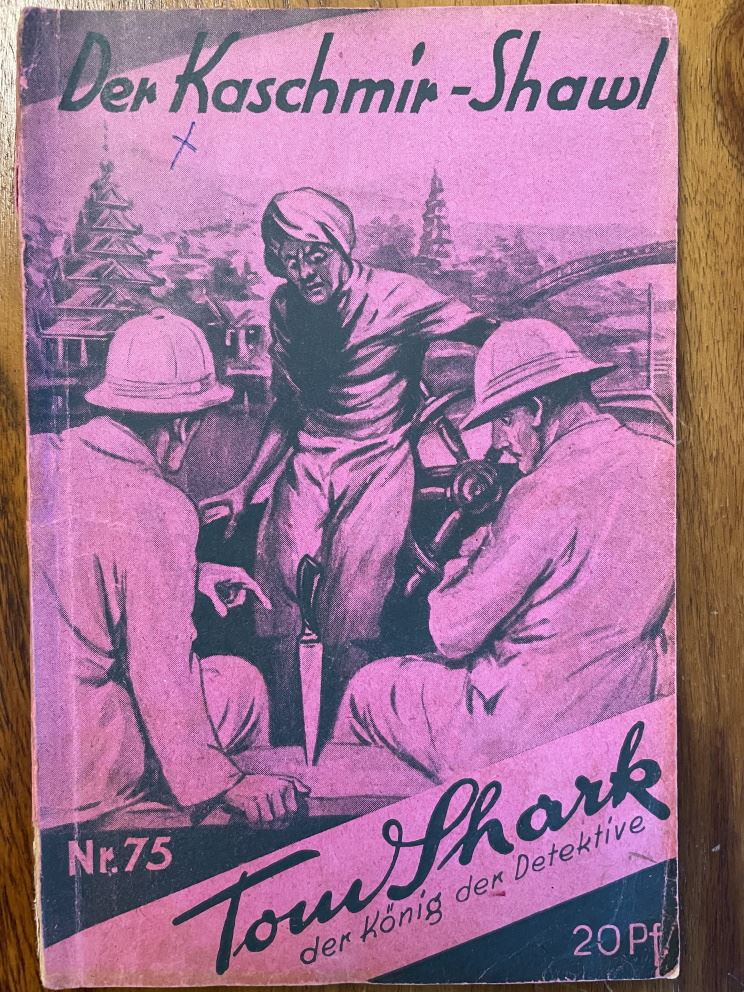 Der Kaschmir-Shawl
Nr. 75
Tom Shark
der König der Detektive
20 Pf.